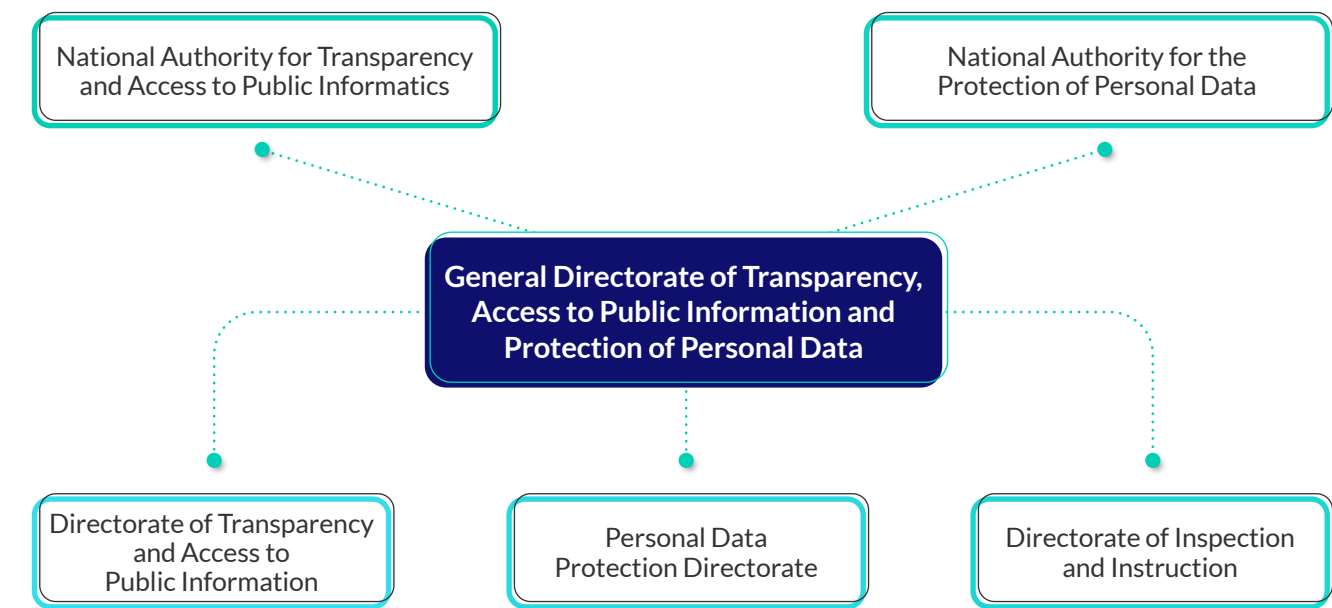 National Authority for Transparency
and Access to Public Informatics
National Authority for the
Protection of Personal Data
General Directorate of Transparency,
Access to Public Information and
Protection of Personal Data
Directorate of Transparency
and Access to
Public Information
Personal Data
Protection Directorate
Directorate of Inspection
and Instruction